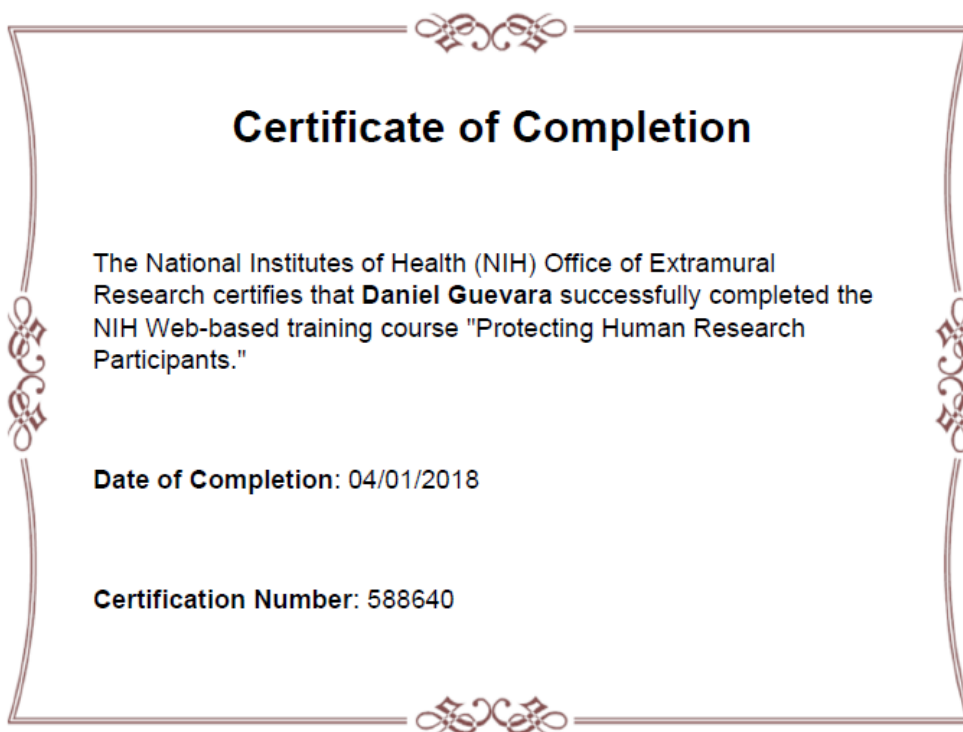 Certificate of Completion
The National Institutes of Health (NIH) Office of Extramural
Research certifies that Daniel Guevara successfully completed the
NIH Web-based training course "Protecting Human Research
Participants."
Date of Completion: 04/01/2018
Certification Number: 588640